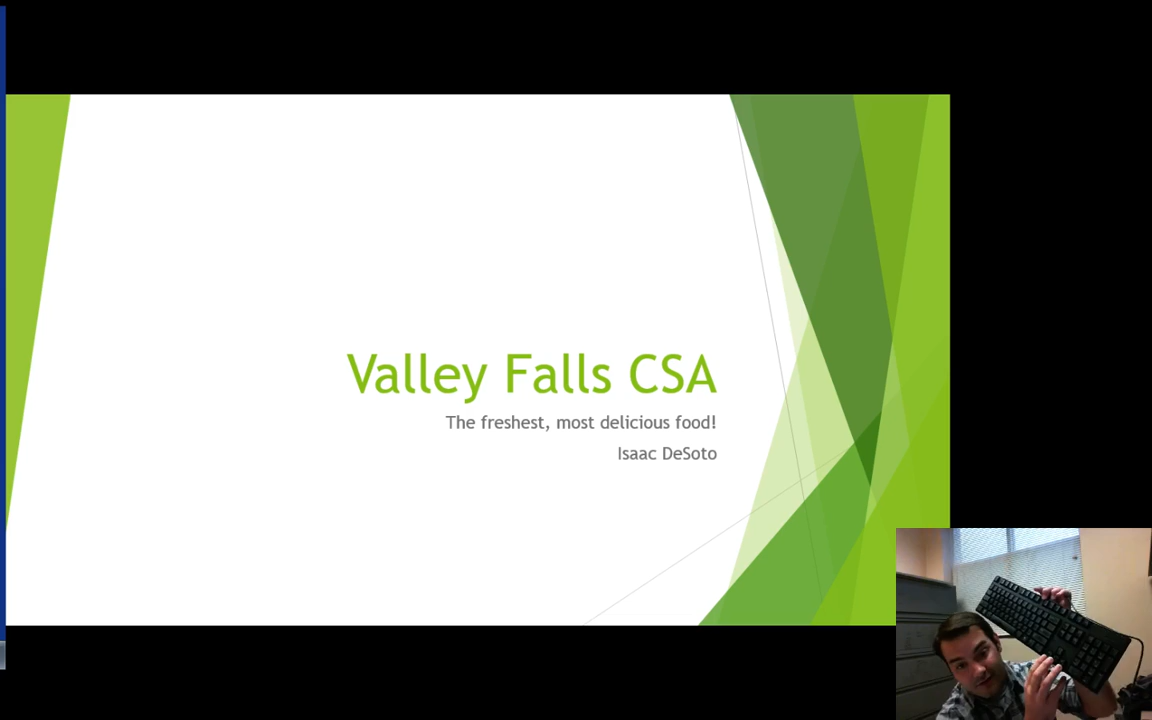 Valley Falls CSA
The freshest, most delicious food!
Isaac DeSoto